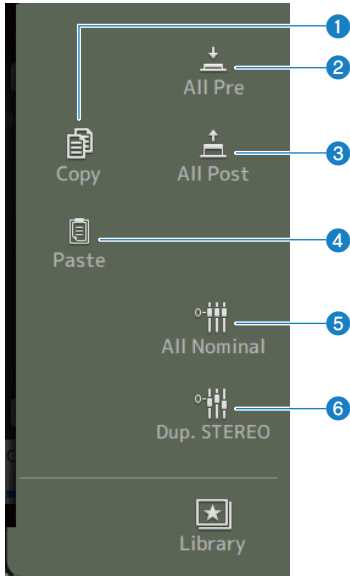 1
All Pre
2
Copy
All Post
3
Paste
4
All Nominal
5
Dup. STEREO
6
Library